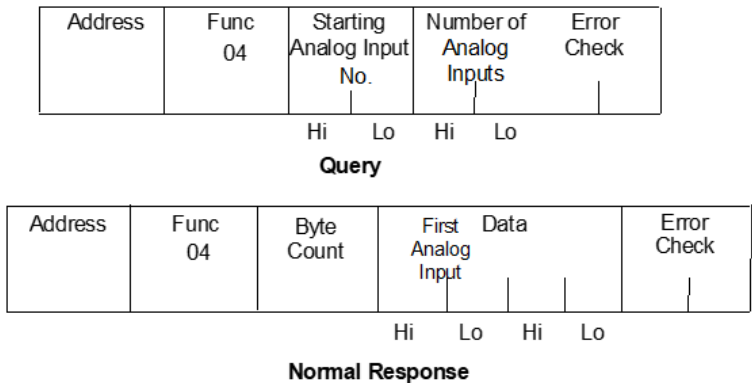 Address Func Starting Number of Error
04 Analog Input Analog Check
No. Inputs
Hi Lo Hi Lo
Query
Address Func Byte First Data Error
04 Count Analog Check
Input
Hi Lo Hi Lo
Normal Response